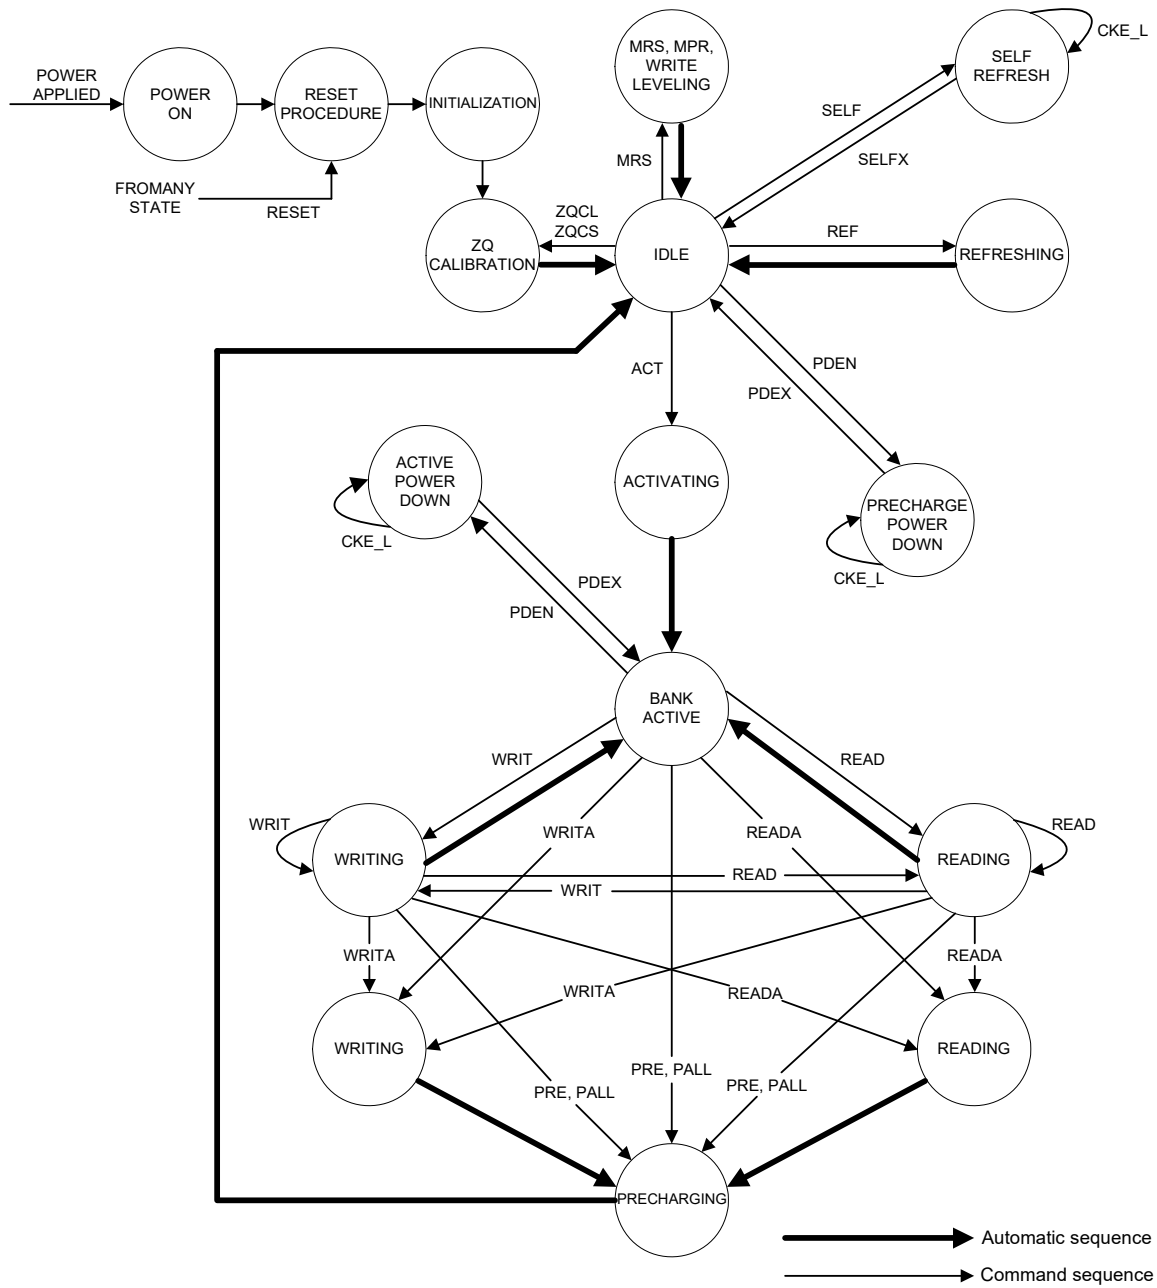 POWER
APPLIED
POWER
ON
RESET
PROCEDURE
INITIALIZATION
MRS, MPR,
WRITE
LEVELING
SELF
REFRESH
CKE_L
FROMANY
STATE
RESET
MRS
SELF
SELFX
ZQCL
ZQCS
ZQ
CALIBRATION
IDLE
REF
REFRESHING
ACT
PDEN
PDEX
ACTIVE
POWER
DOWN
CKE_L
ACTIVATING
PRECHARGE
POWER
DOWN
CKE_L
PDEX
PDEN
BANK
ACTIVE
WRIT
READ
WRIT
WRITA
READA
READ
WRITING
READING
READ
WRIT
WRITA
READA
WRITA
READA
WRITING
READING
PRE, PALL
PRE, PALL
PRE, PALL
PRECHARGING
Automatic sequence
Command sequence